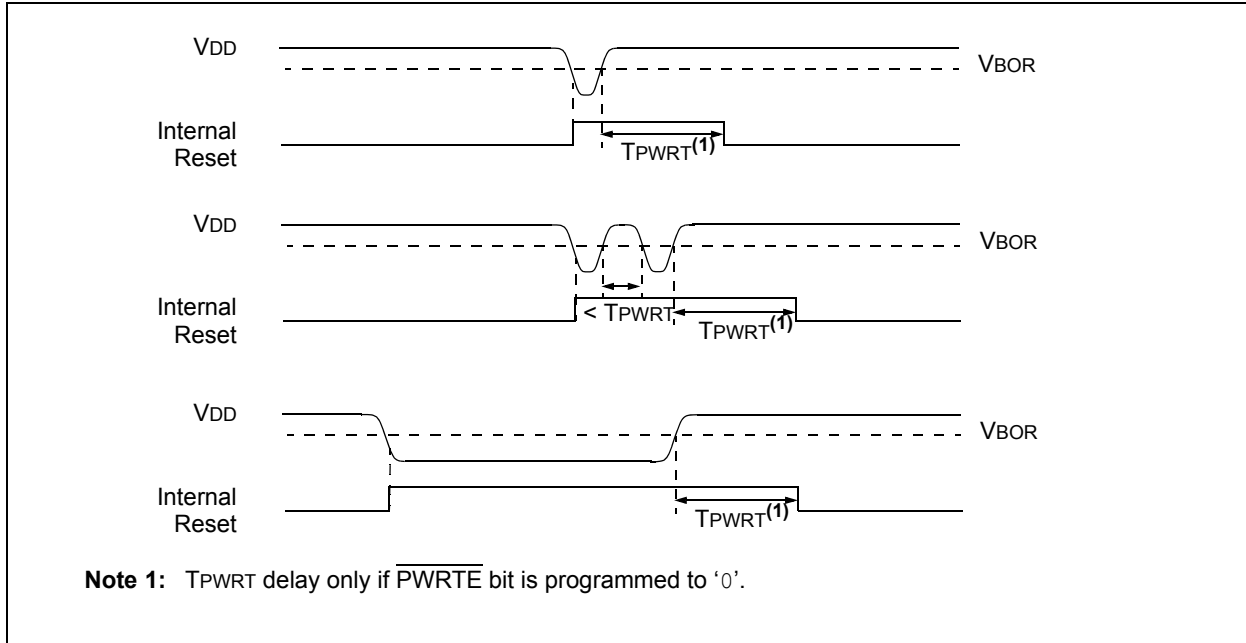 VDD
VBOR
Internal
Reset
TPWRT(1)
VDD
VBOR
Internal
Reset
< TPWRT
TPWRT(1)
VDD
VBOR
Internal
Reset
TPWRT(1)
Note 1: TPWRT delay only if PWRTE bit is programmed to ‘0’.